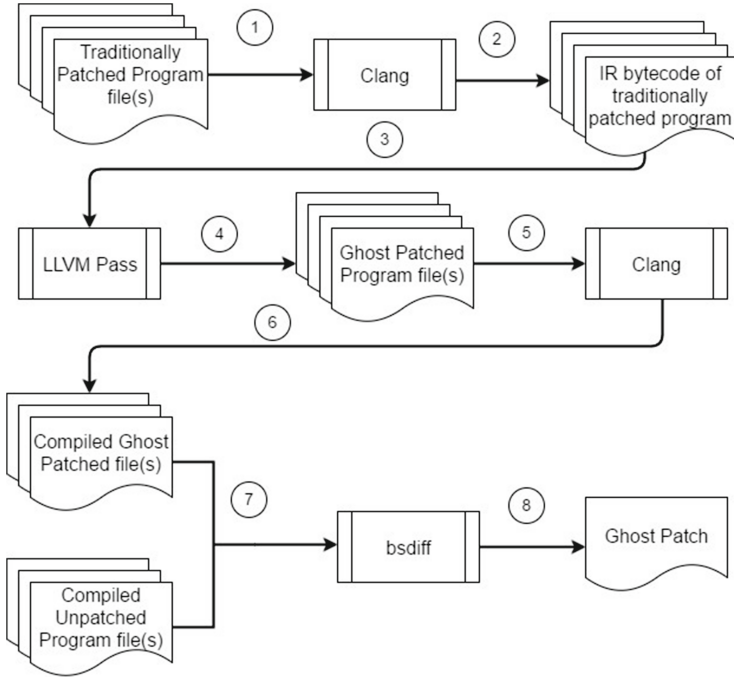 1
2
Traditionally
Patched Program
file(s)
Clang
IR bytecode of
traditionally
patched program
3
LLVM Pass
4
Ghost Patched
Program file(s)
5
Clang
6
Compiled Ghost
Patched file(s)
7
bsdiff
8
Ghost Patch
Compiled
Unpatched
Program file(s)